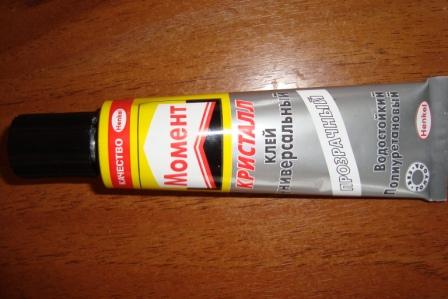 КАЧЕСТВО
Henkel
Момент
КРИСТАЛЛ
КЛЕЙ
УНИВЕРСАЛЬНЫЙ
ПРОЗРАЧНЫЙ
Водостойкий
Полиуретановый
Henkel